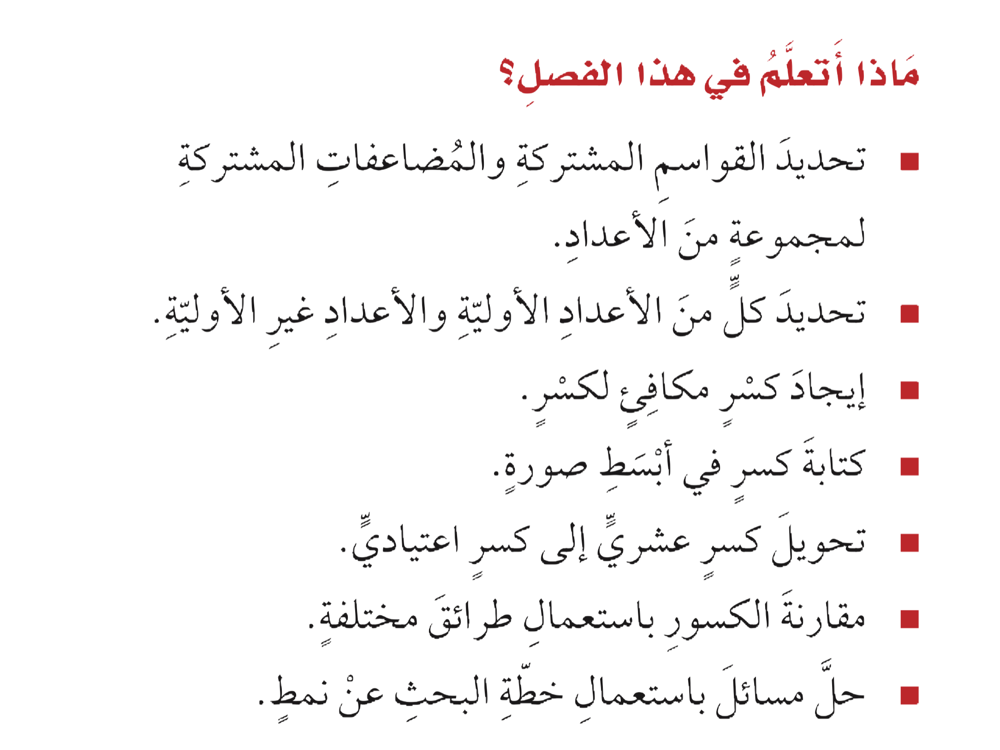 مَاذا أَتعلَّمُ في هذا الفصلِ؟
■ تحديدَ القواسمِ المشتركةِ والمُضاعفاتِ المشتركةِ
لمجموعةٍ منَ الأعدادِ.
■ تحديدَ كلٍّ منَ الأعدادِ الأوليّةِ والأعدادِ غيرِ الأوليّةِ.
■ إيجادَ كسْرٍ مكافِئٍ لكسْرٍ.
■ كتابةَ كسرٍ في أبْسَطِ صورةٍ.
■ تحويلَ كسرٍ عشريٍّ إلى كسرٍ اعتياديٍّ.
■ مقارنةَ الكسورِ باستعمالِ طرائقَ مختلفةٍ.
■ حلَّ مسائلَ باستعمالِ خطّةِ البحثِ عنْ نمطٍ.